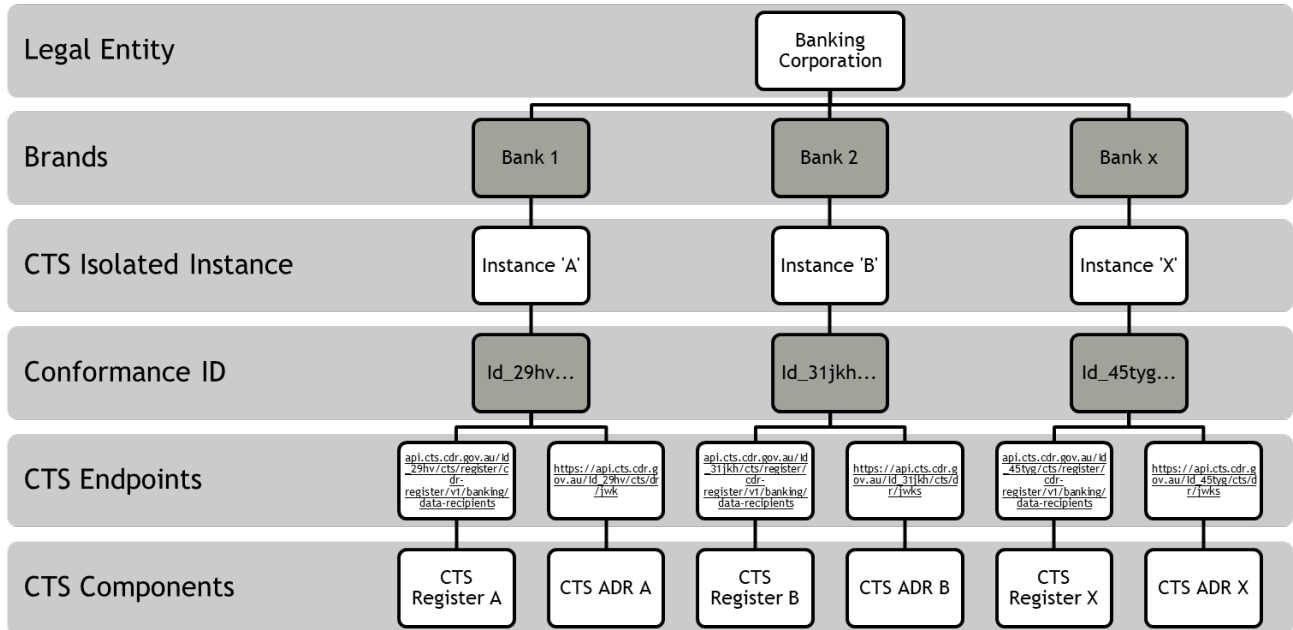 Legal Entity
Banking
Corporation
Brands
Bank 1
Bank 2
Bank x
CTS Isolated Instance
Instance 'A'
Instance 'B'
Instance 'X'
Conformance ID
Id_29hv...
Id_31jkh...
Id_45tyg...
CTS Endpoints
api.cts.cdr.gov.au/Id
_29hv/cts/register/c
dr-
register/v1/banking/
data-recipients
https://api.cts.cdr.g
ov.au/Id_29hv/cts/dr
/jwk
api.cts.cdr.gov.au/Id
_31jkh/cts/register/
cdr-
register/v1/banking/
data-recipients
https://api.cts.cdr.g
ov.au/Id_31jkh/cts/d
r/jwks
api.cts.cdr.gov.au/Id
_45tyg/cts/register/
cdr-
register/v1/banking/
data-recipients
https://api.cts.cdr.g
ov.au/Id_45tyg/cts/d
r/jwks
CTS Components
CTS
Register A
CTS ADR A
CTS
Register B
CTS ADR B
CTS
Register X
CTS ADR X